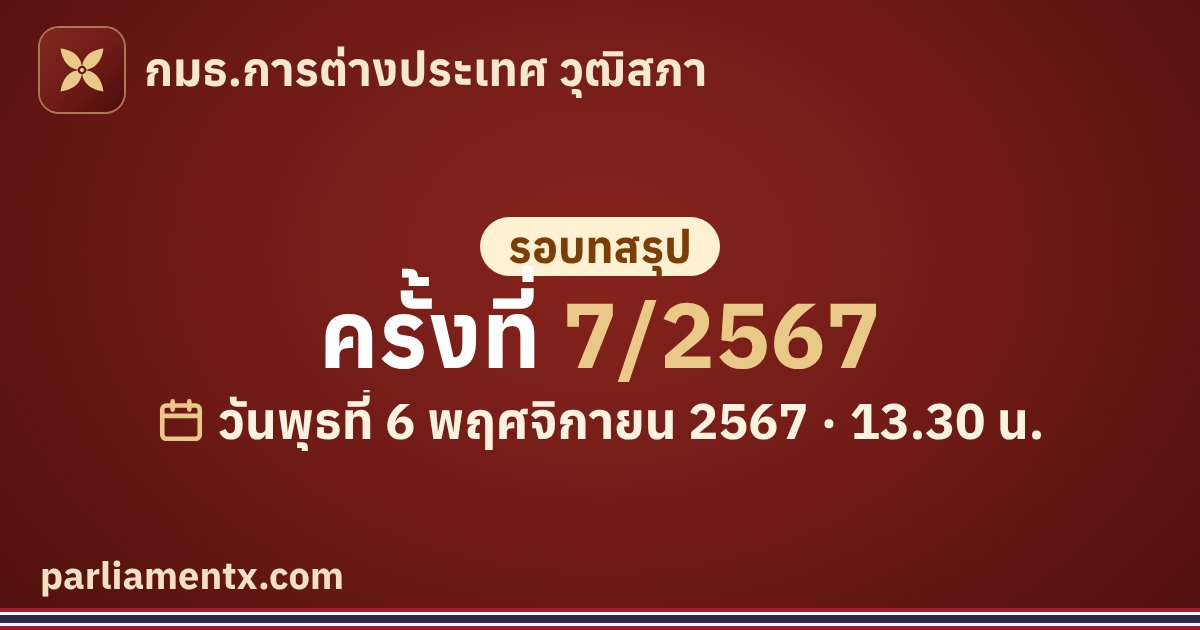 กมธ.การต่างประเทศ วุฒิสภา
รอบทสรุป
ครั้งที่ 7/2567
วันพุธที่ 6 พฤศจิกายน 2567 · 13.30 น.
parliamentx.com